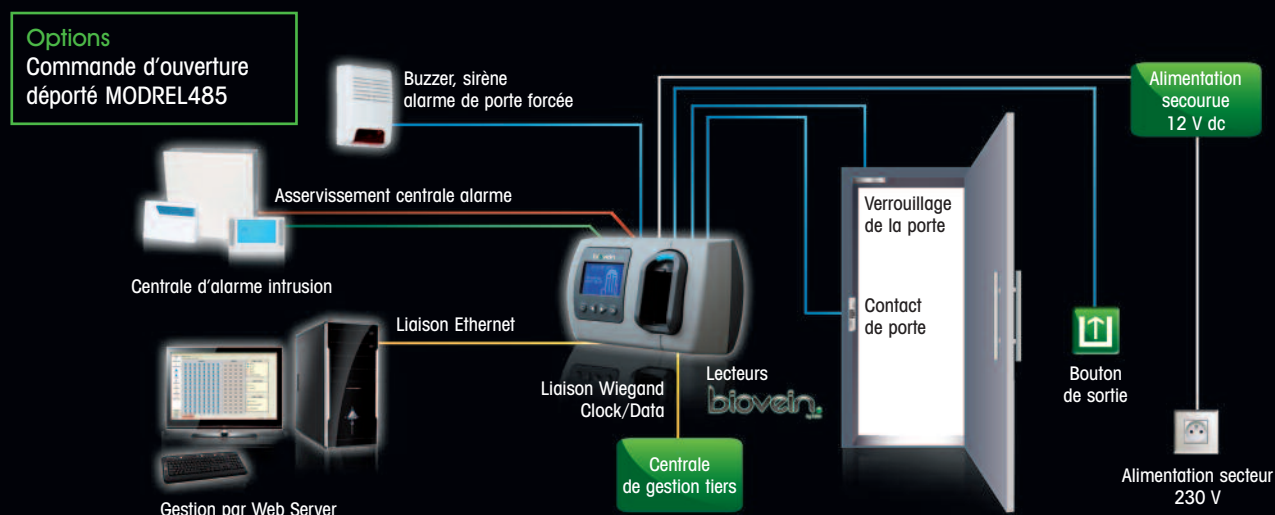 Options
Commande d'ouverture
déporté MODREL485
Buzzer, sirène
alarme de porte forcée
Alimentation
secourue
12 V dc
Asservissement centrale alarme
Verrouillage
de la porte
Centrale d'alarme intrusion
biovein
Contact
de porte
Liaison Ethernet
Liaison Wiegand
Clock/Data
Lecteurs
biovein
Bouton
de sortie
Centrale
de gestion tiers
Alimentation secteur
230 V
Gestion par Web Server